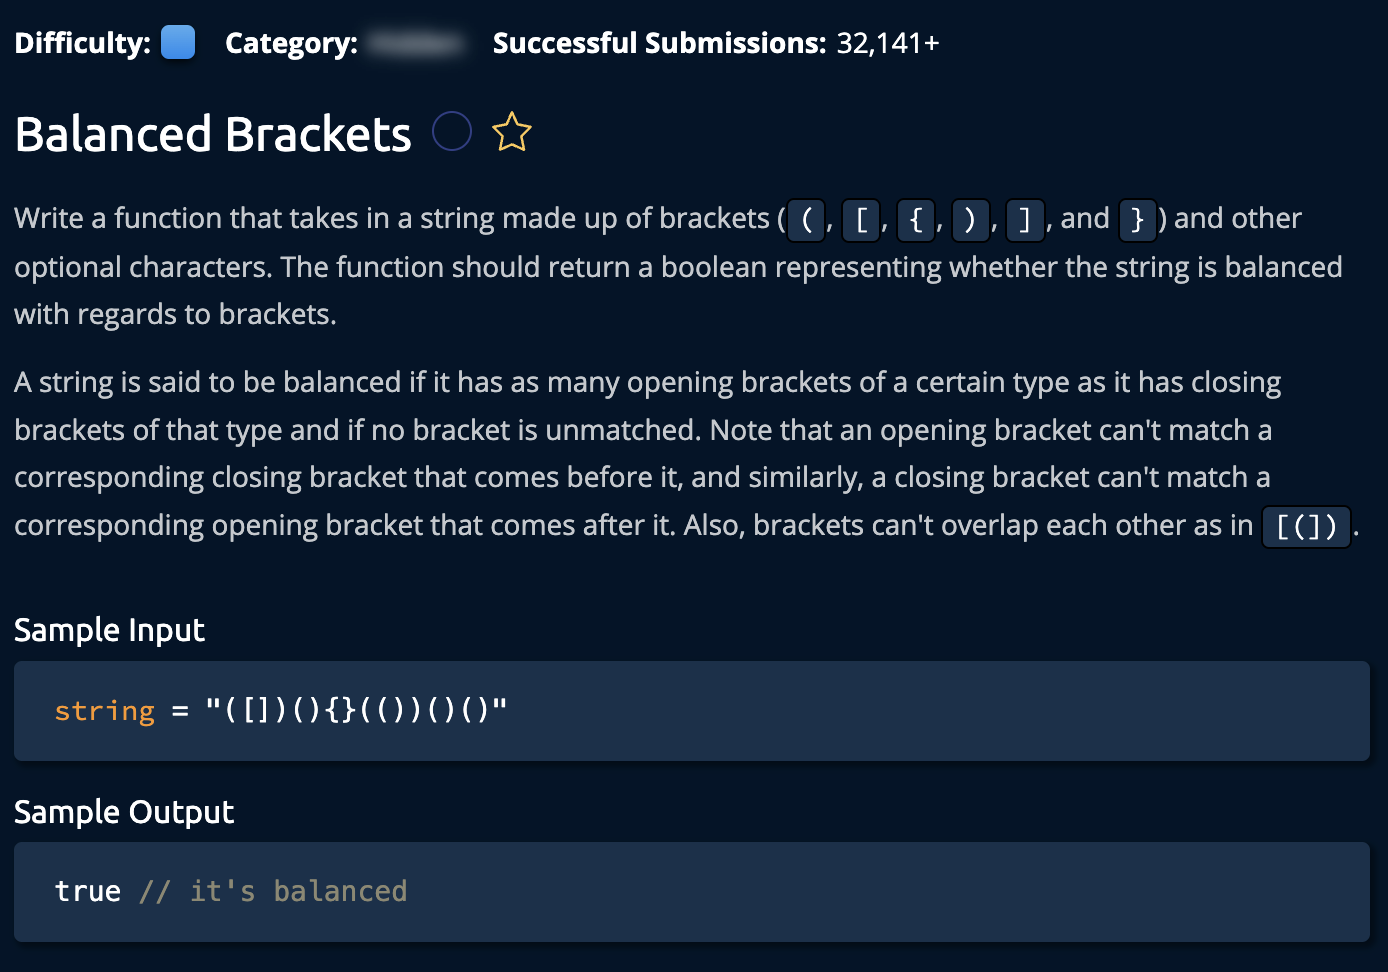 Difficulty: Category: Successful Submissions: 32,141+
Balanced Brackets
Write a function that takes in a string made up of brackets ( (, [, {, ), ], and } ) and other
optional characters. The function should return a boolean representing whether the string is balanced
with regards to brackets.
A string is said to be balanced if it has as many opening brackets of a certain type as it has closing
brackets of that type and if no bracket is unmatched. Note that an opening bracket can't match a
corresponding closing bracket that comes before it, and similarly, a closing bracket can't match a
corresponding opening bracket that comes after it. Also, brackets can't overlap each other as in [(]).
Sample Input
string = "([])(){}(())()()"
Sample Output
true // it's balanced